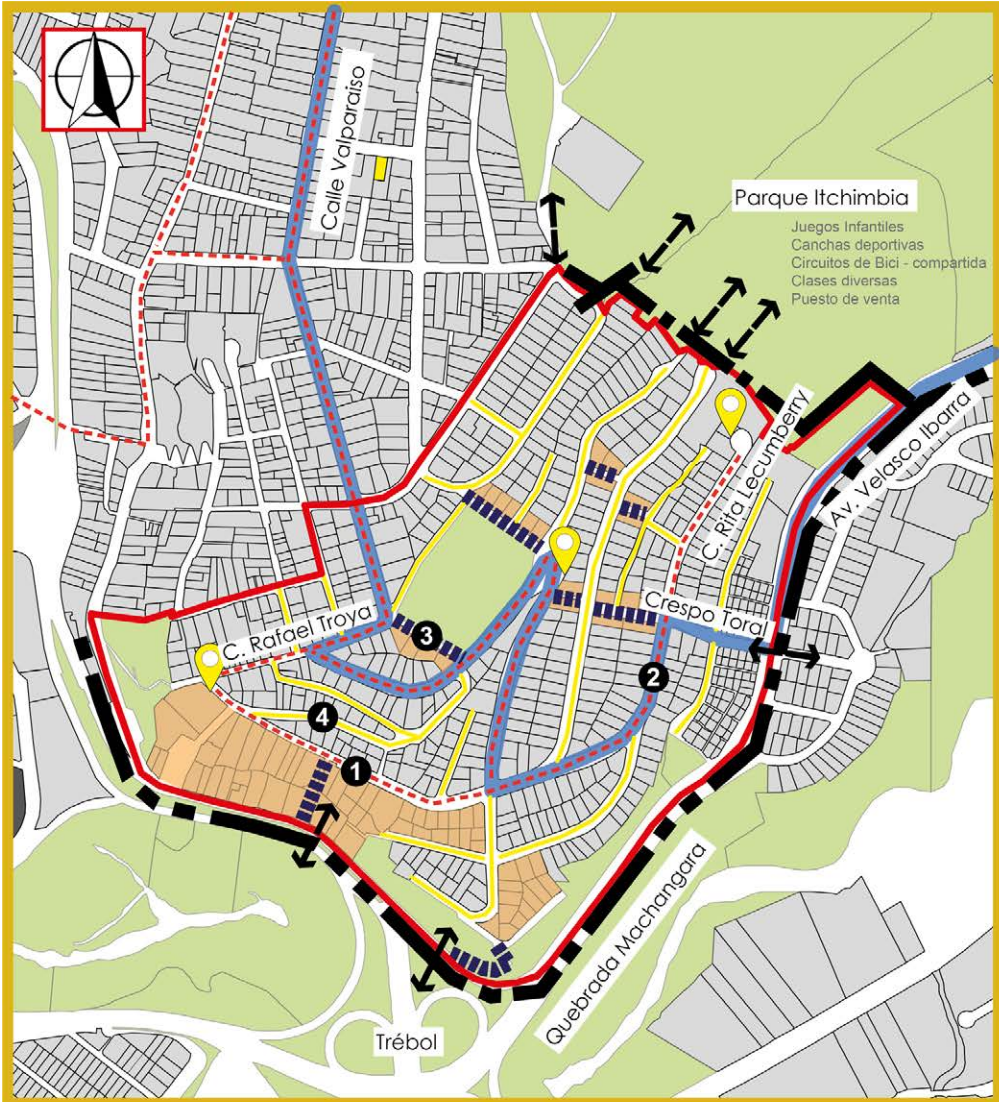 Calle Valparaiso
Parque Itchimbia
Juegos Infantiles
Canchas deportivas
Circuitos de Bici - compartida
Clases diversas
Puesto de venta
Av. Velasco Ibarra
C. Rita Lecumberry
Crespo Toral
C. Rafael Troya
3
2
4
1
Quebrada Machangara
Trébol